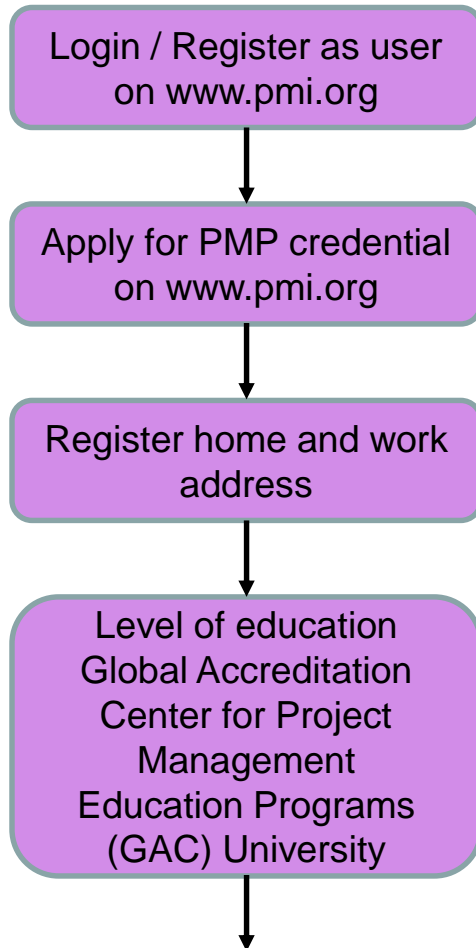 Login / Register as user
on www.pmi.org
Apply for PMP credential
on www.pmi.org
Register home and work
address
Level of education
Global Accreditation
Center for Project
Management
Education Programs
(GAC) University